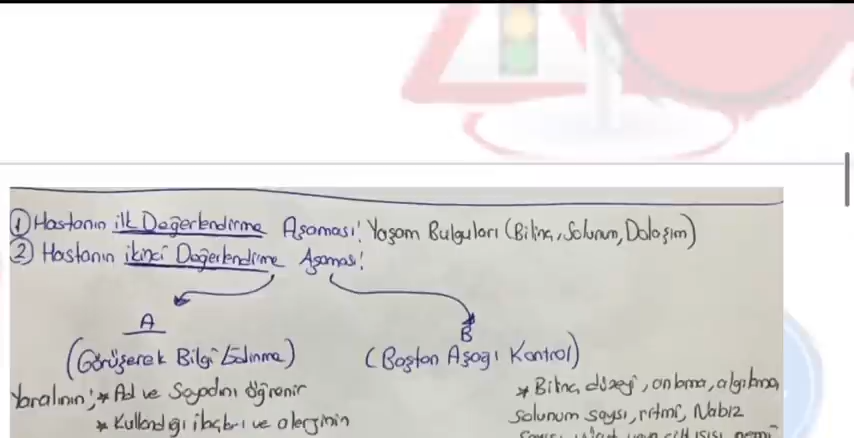 ① Hastanın ilk Değerlendirme Aşaması! Yaşam Bulguları (Bilinç, Solunum, Dolaşım)
② Hastanın ikinci Değerlendirme Aşaması!
A
B
(Görüşerek Bilgi Edinme)
(Baştan Aşağı Kontrol)
Yaralının; * Ad ve Soyadını öğrenir
* Kullandığı ilaçları ve alerjinin
* Bilinç düzeyi, anlama, algılama,
solunum sayısı, ritmi, Nabız
ısısı, nemi